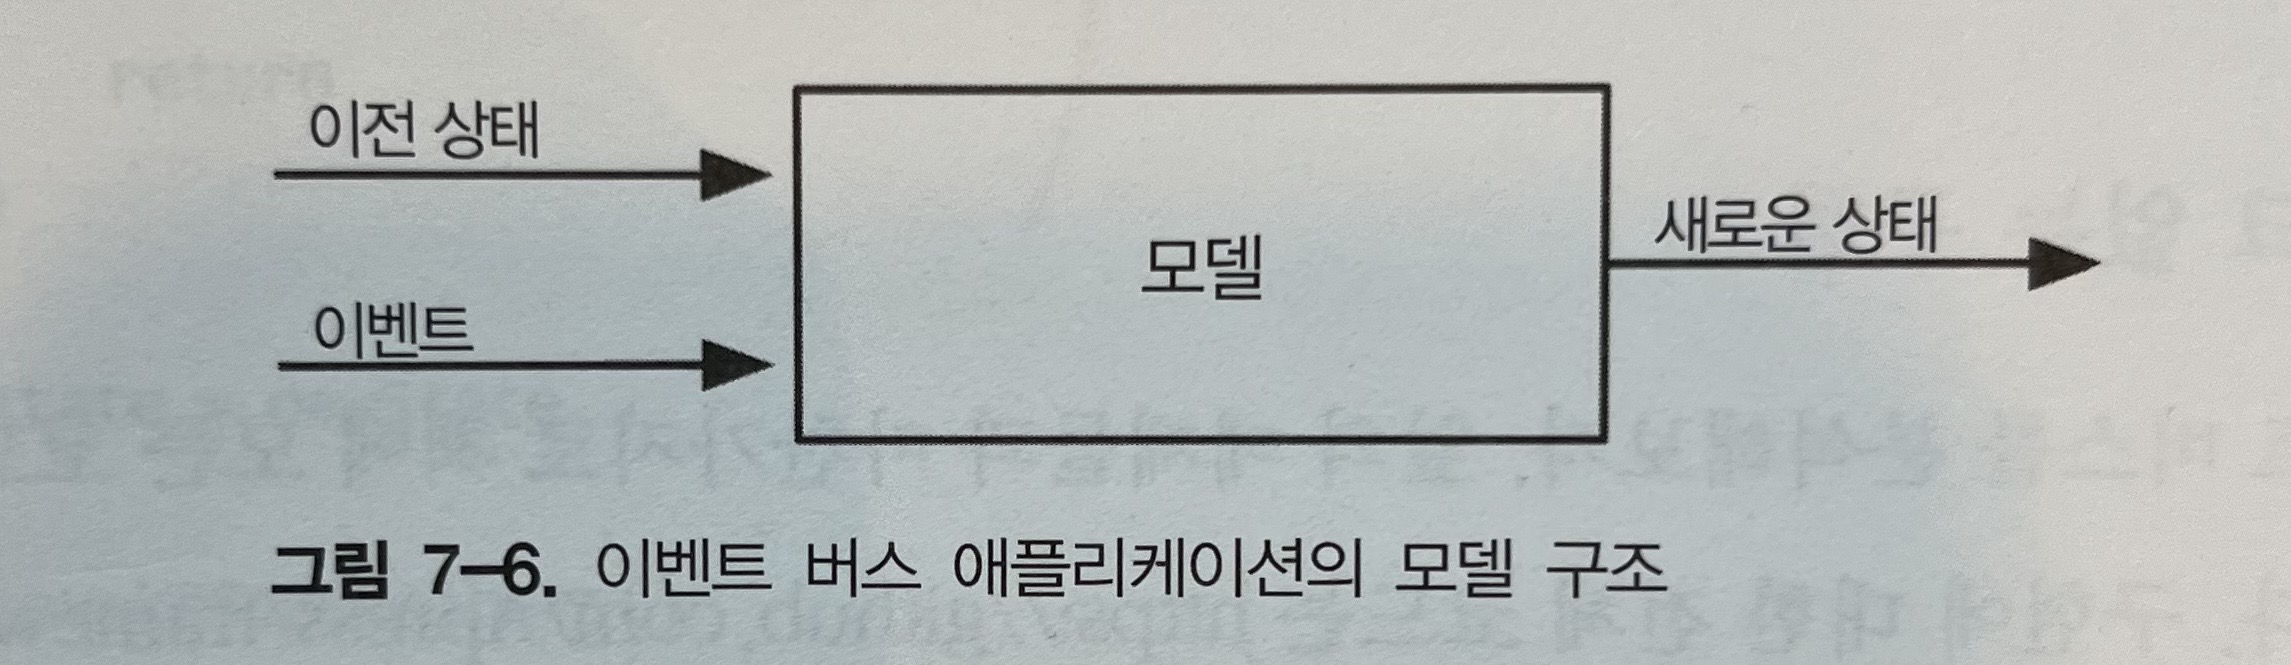 이전 상태
이벤트
모델
새로운 상태
그림 7-6. 이벤트 버스 애플리케이션의 모델 구조